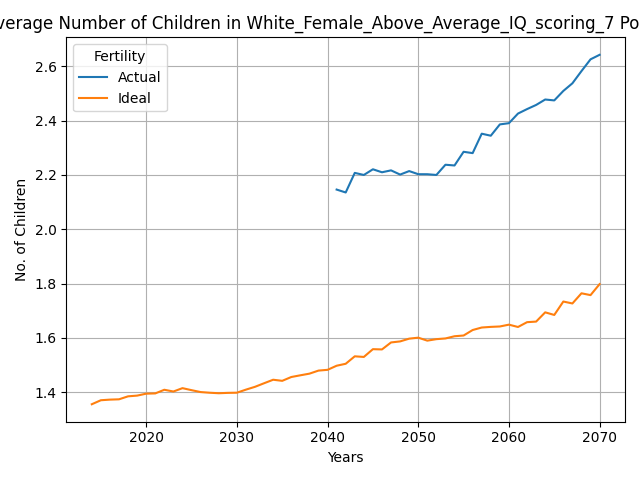 verage Number of Children in White_Female_Above_Average_IQ_scoring_7 Po
Fertility
Actual
Ideal
No. of Children
2.6
2.4
2.2
2.0
1.8
1.6
1.4
2020 2030 2040 2050 2060 2070
Years